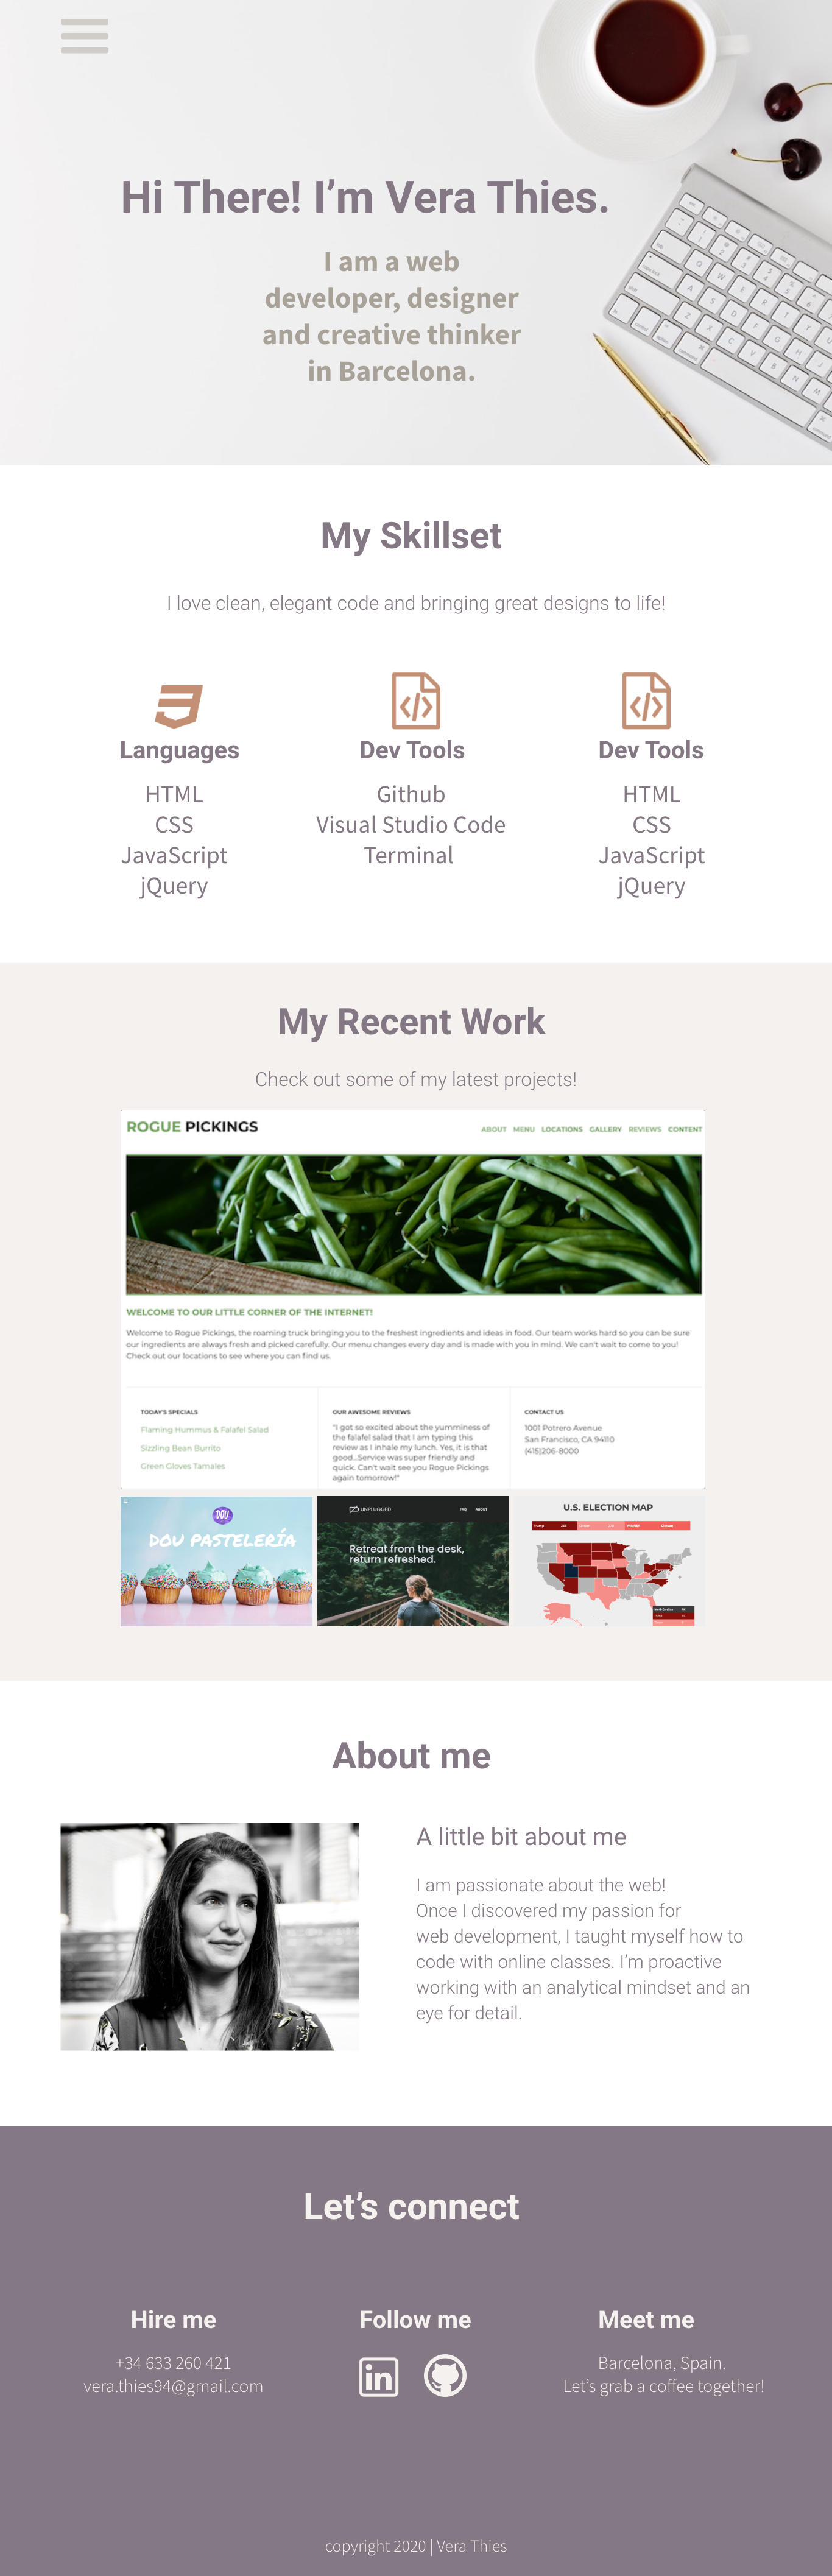 Hi There! I’m Vera Thies.
I am a web
developer, designer
and creative thinker
in Barcelona.
My Skillset
I love clean, elegant code and bringing great designs to life!
Languages
HTML
CSS
JavaScript
jQuery
Dev Tools
Github
Visual Studio Code
Terminal
Dev Tools
HTML
CSS
JavaScript
jQuery
My Recent Work
Check out some of my latest projects!
ROGUE PICKINGS
ABOUT MENU LOCATIONS GALLERY REVIEWS CONTENT
WELCOME TO OUR LITTLE CORNER OF THE INTERNET!
Welcome to Rogue Pickings, the roaming truck bringing you to the freshest ingredients and ideas in food. Our team works hard so you can be sure
our ingredients are always fresh and picked carefully. Our menu changes every day and is made with you in mind. We can't wait to come to you!
Check out our locations to see where you can find us.
TODAY'S SPECIALS
Flaming Hummus & Falafel Salad
Sizzling Bean Burrito
Green Gloves Tamales
OUR AWESOME REVIEWS
"I got so excited about the yumminess of
the falafel salad that I am typing this
review as I inhale my lunch. Yes, it is that
good...Service was super friendly and
quick. Can't wait see you Rogue Pickings
again tomorrow!"
CONTACT US
1001 Potrero Avenue
San Francisco, CA 94110
(415)206-8000
DOU
DOU PASTELERÍA
UNPLUGGED
FAQ ABOUT
Retreat from the desk,
return refreshed.
U.S. ELECTION MAP
About me
A little bit about me
I am passionate about the web!
Once I discovered my passion for
web development, I taught myself how to
code with online classes. I’m proactive
working with an analytical mindset and an
eye for detail.
Let’s connect
Hire me
+34 633 260 421
vera.thies94@gmail.com
Follow me
in
Meet me
Barcelona, Spain.
Let’s grab a coffee together!
copyright 2020 | Vera Thies